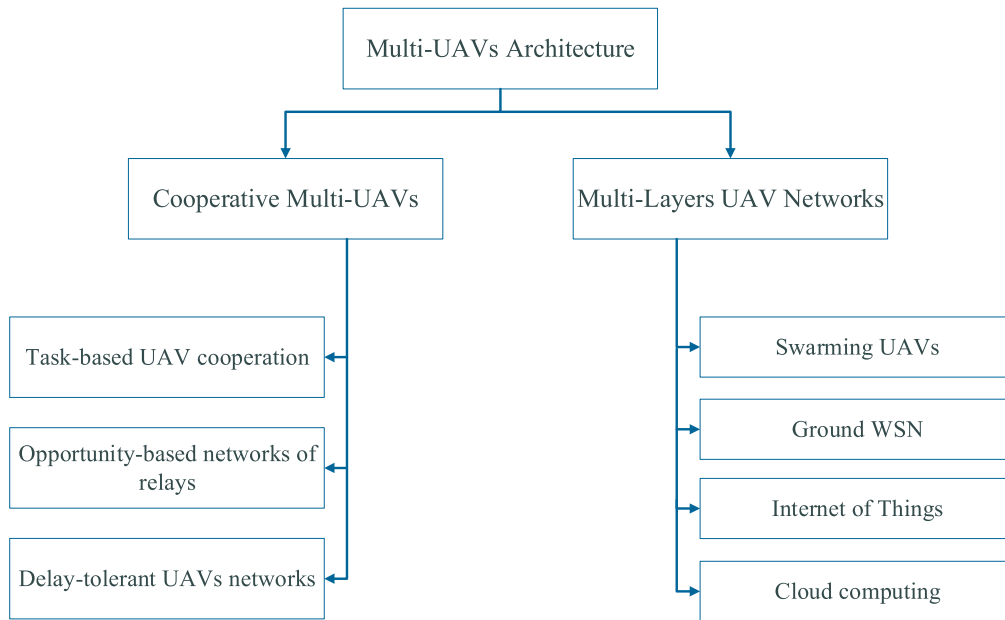 Multi-UAVs Architecture
Cooperative Multi-UAVs
Multi-Layers UAV Networks
Task-based UAV cooperation
Opportunity-based networks of
relays
Delay-tolerant UAVs networks
Swarming UAVs
Ground WSN
Internet of Things
Cloud computing